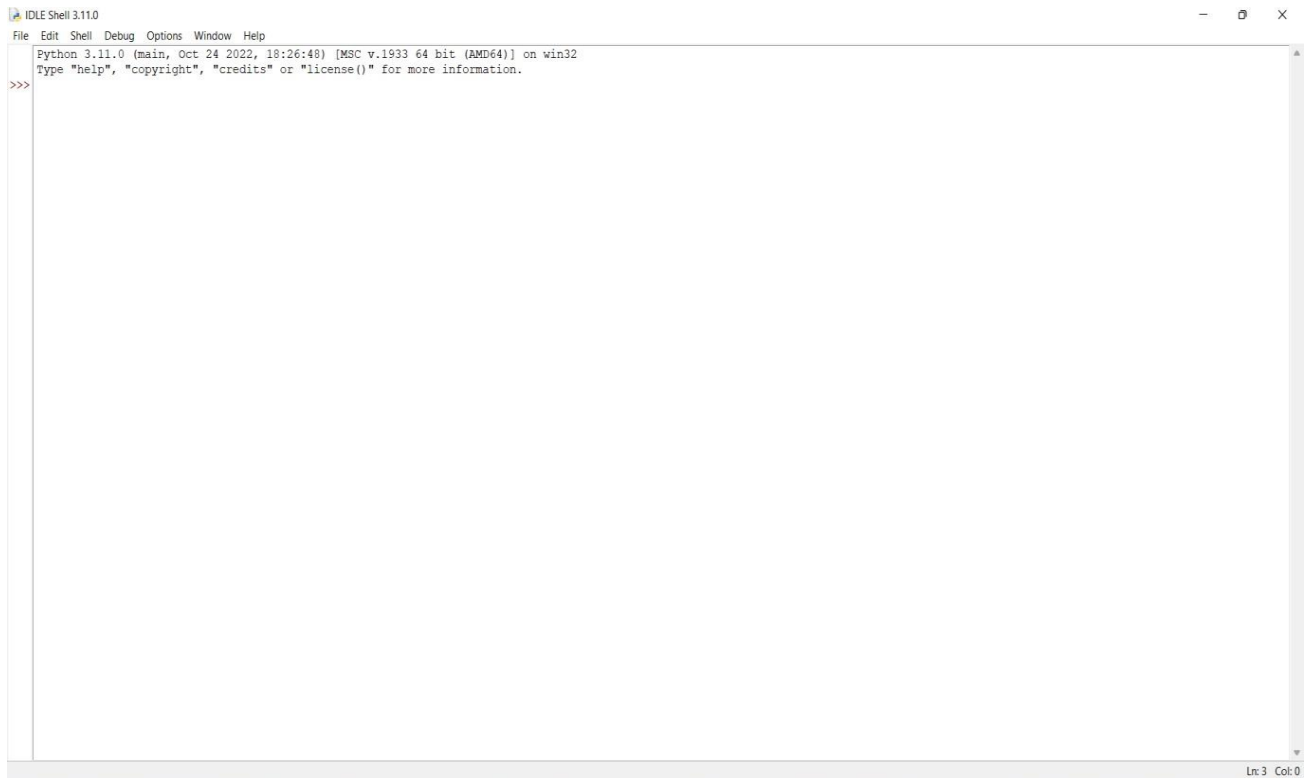 IDLE Shell 3.11.0
File Edit Shell Debug Options Window Help
Python 3.11.0 (main, Oct 24 2022, 18:26:48) [MSC v.1933 64 bit (AMD64)] on win32
Type "help", "copyright", "credits" or "license()" for more information.
>>>
Ln: 3 Col: 0